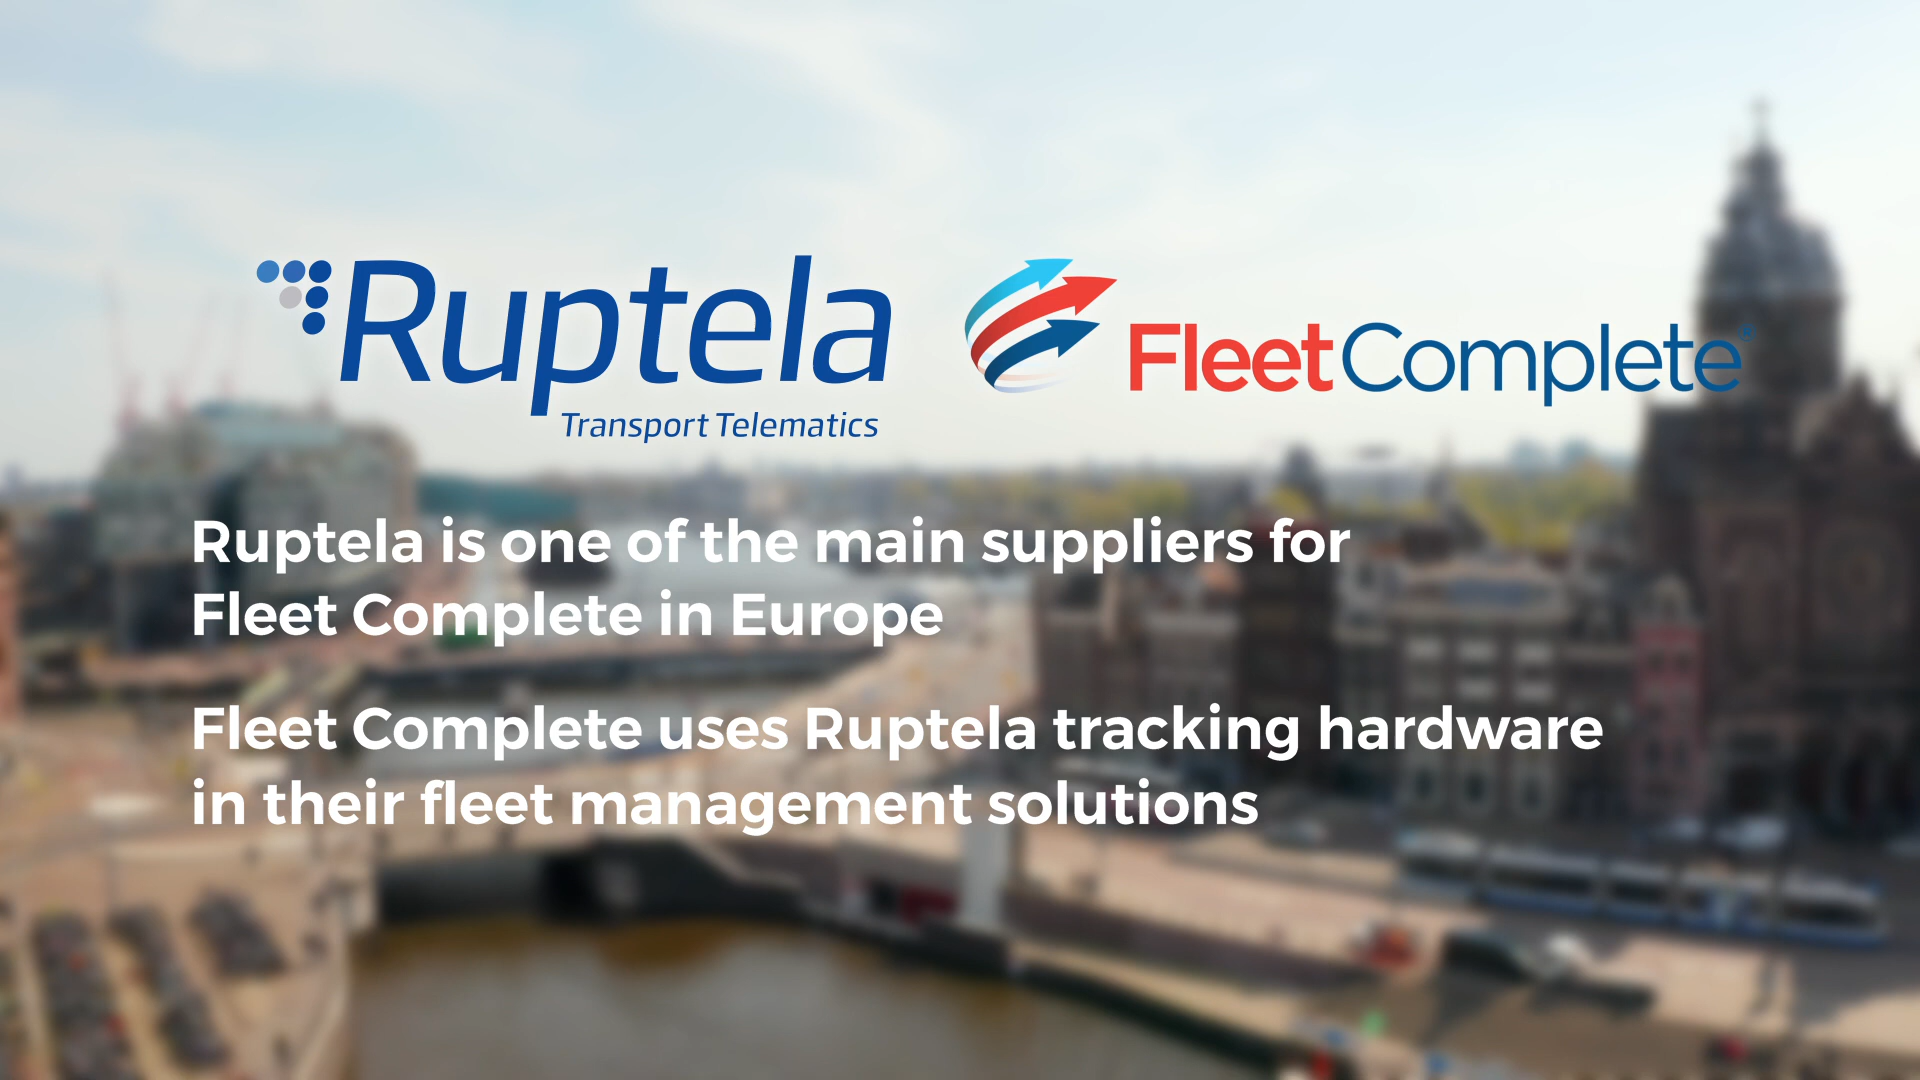 Ruptela
Transport Telematics
FleetComplete®
Ruptela is one of the main suppliers for
Fleet Complete in Europe
Fleet Complete uses Ruptela tracking hardware
in their fleet management solutions